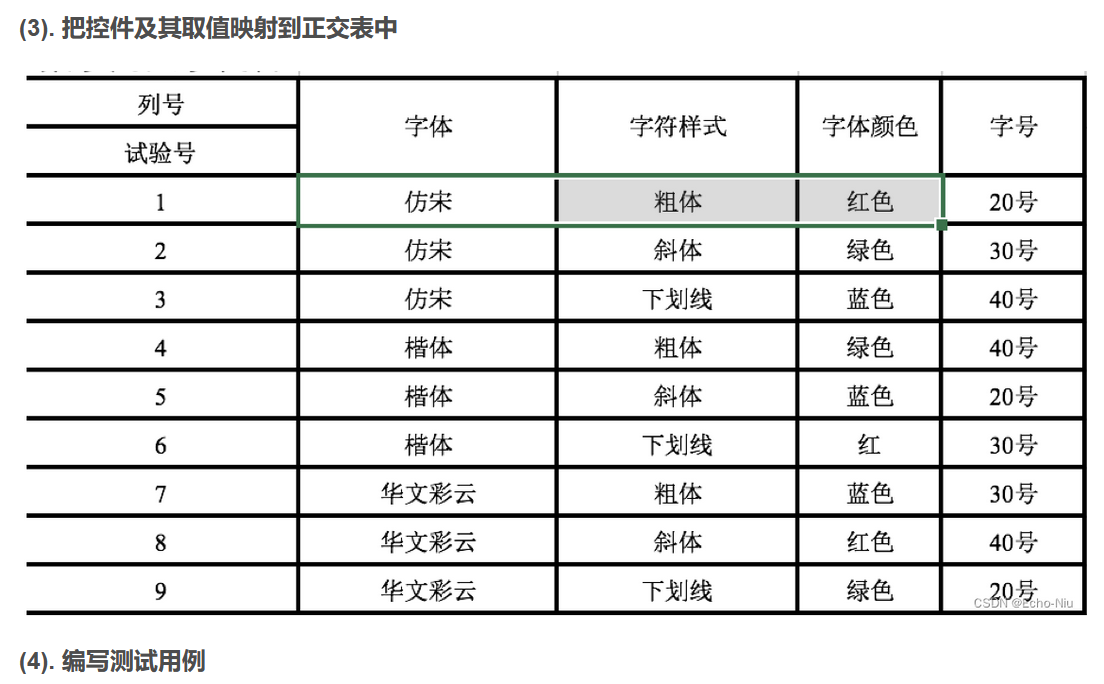 (3). 把控件及其取值映射到正交表中
列号 字体 字符样式 字体颜色 字号
试验号
1 仿宋 粗体 红色 20号
2 仿宋 斜体 绿色 30号
3 仿宋 下划线 蓝色 40号
4 楷体 粗体 绿色 40号
5 楷体 斜体 蓝色 20号
6 楷体 下划线 红 30号
7 华文彩云 粗体 蓝色 30号
8 华文彩云 斜体 红色 40号
9 华文彩云 下划线 绿色 20号
CSDN @Echo-Niu
(4). 编写测试用例